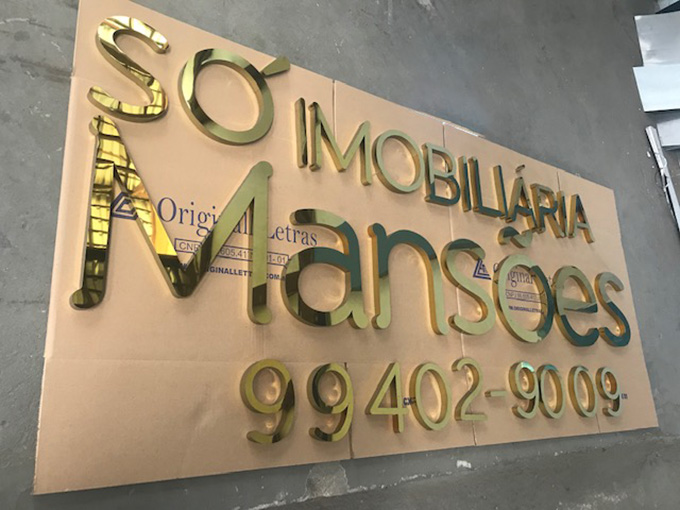 SÓ IMOBILIÁRIA
Mansões
99402-9009
Original Letras